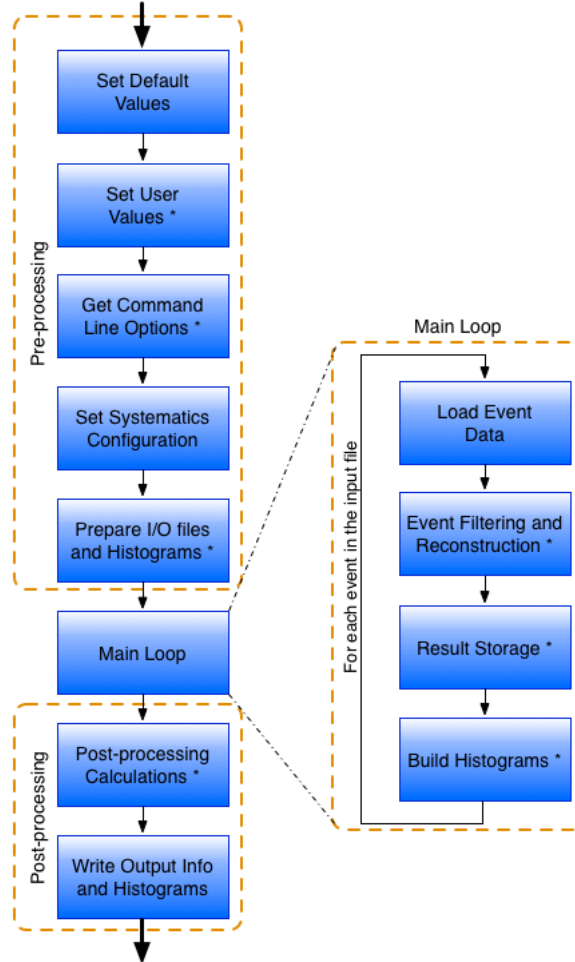 Set Default
Values
Set User
Values *
Get Command
Line Options *
Set Systematics
Configuration
Prepare I/O files
and Histograms *
Pre-processing
Main Loop
Post-processing
Calculations *
Write Output Info
and Histograms
Post-processing
Main Loop
Load Event
Data
Event Filtering and
Reconstruction *
Result Storage *
Build Histograms *
For each event in the input file